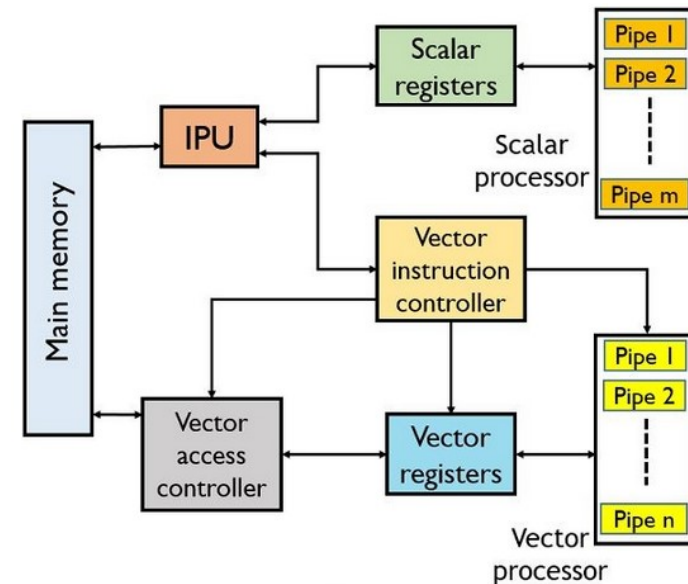 Main memory
IPU
Scalar
registers
Pipe 1
Pipe 2
Pipe m
Scalar
processor
Vector
instruction
controller
Vector
access
controller
Vector
registers
Pipe 1
Pipe 2
Pipe n
Vector
processor